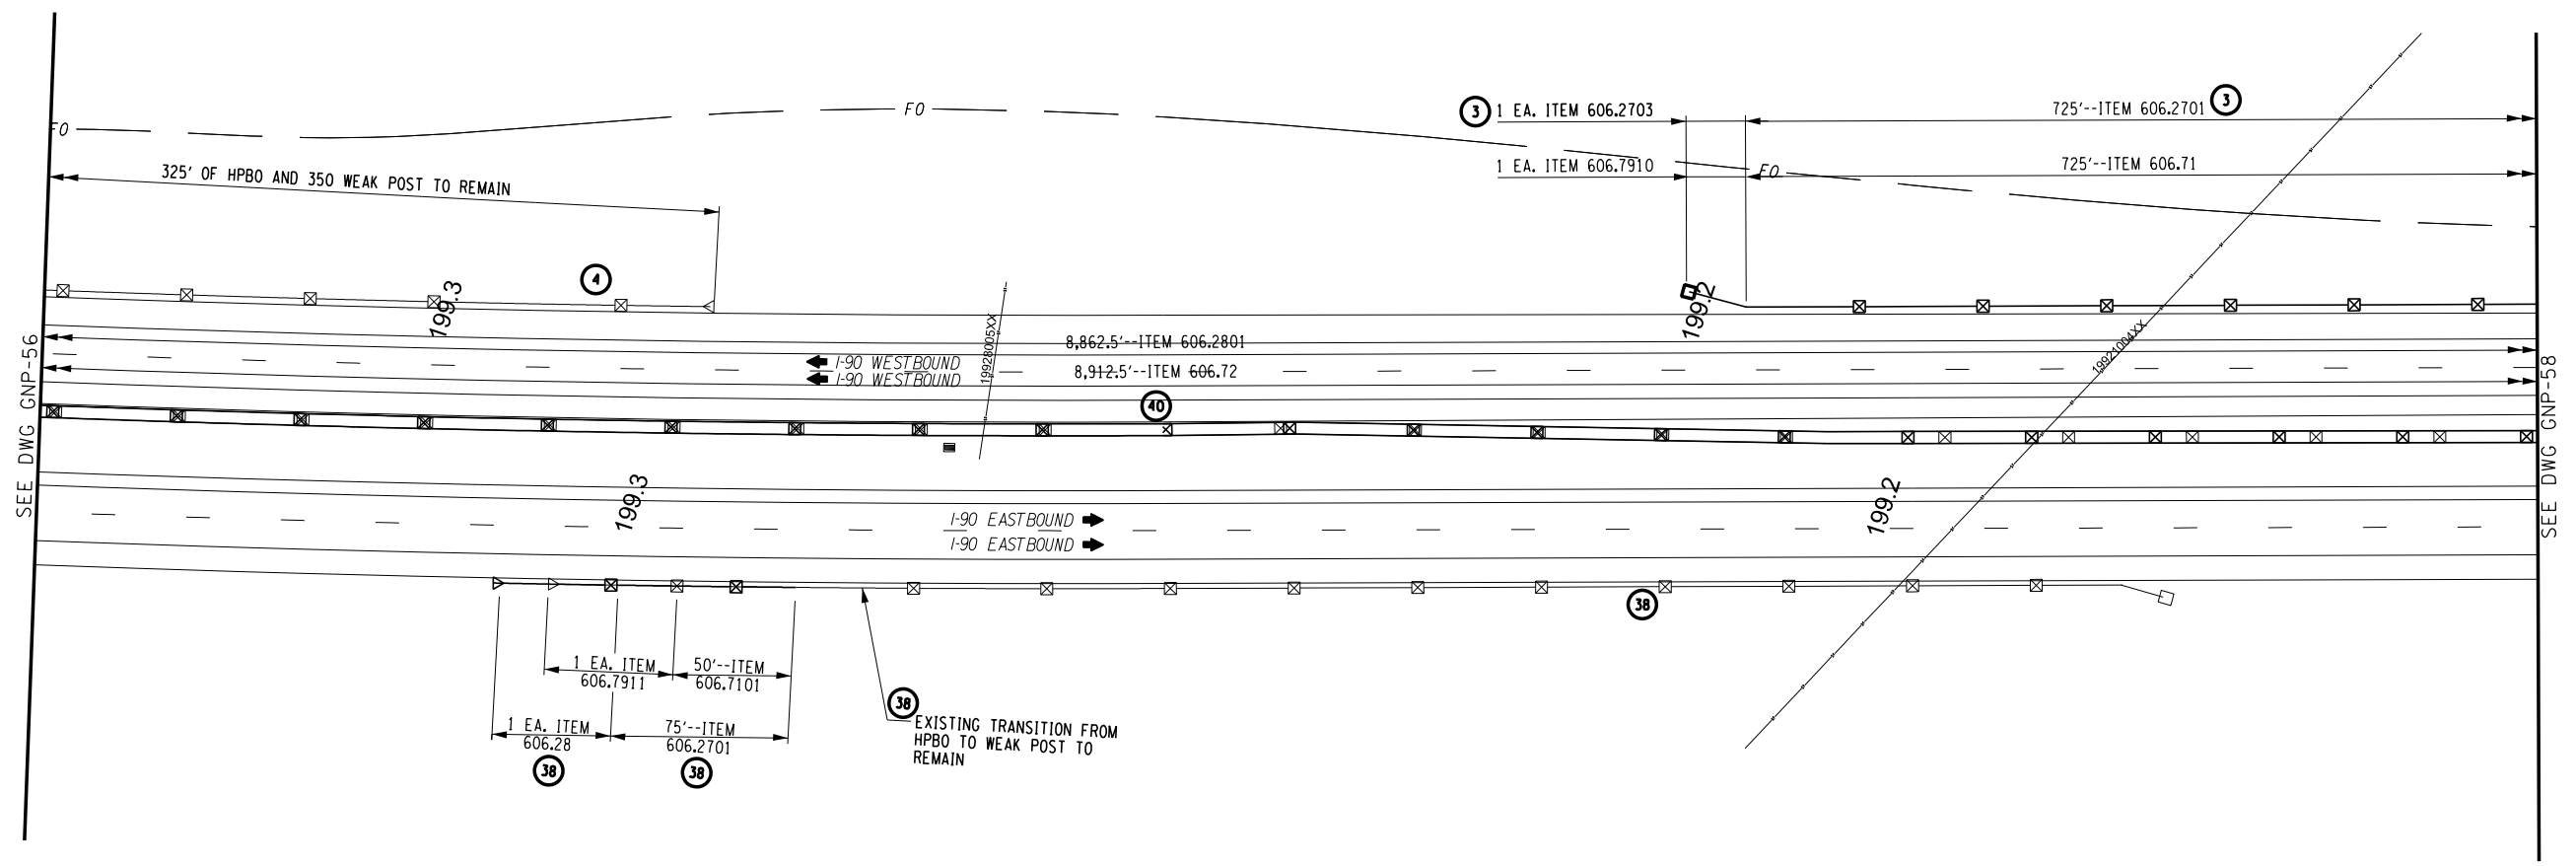 FO
FO
3 1 EA. ITEM 606.2703
725'--ITEM 606.2701 3
1 EA. ITEM 606.7910
FO
725'--ITEM 606.71
325' OF HPBO AND 350 WEAK POST TO REMAIN
4
199.3
199.2
19928005XX
19921004XX
8,862.5'--ITEM 606.2801
I-90 WESTBOUND
I-90 WESTBOUND
8,912.5'--ITEM 606.72
40
SEE DWG GNP-56
SEE DWG GNP-58
199.3
199.2
I-90 EASTBOUND
I-90 EASTBOUND
38
1 EA. ITEM
606.7911
50'--ITEM
606.7101
1 EA. ITEM
606.28
38
75'--ITEM
606.2701
38
38
EXISTING TRANSITION FROM
HPBO TO WEAK POST TO
REMAIN